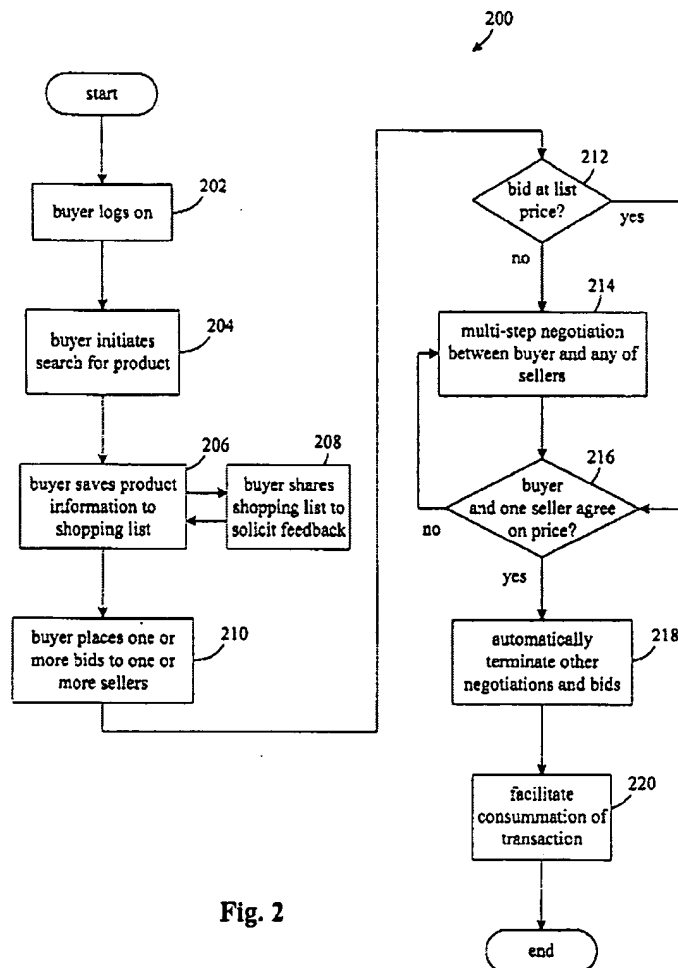 200
start
202
buyer logs on
204
buyer initiates
search for product
206
buyer saves product
information to
shopping list
208
buyer shares
shopping list to
solicit feedback
210
buyer places one or
more bids to one or
more sellers
212
bid at list
price?
yes
no
214
multi-step negotiation
between buyer and any of
sellers
216
buyer
and one seller agree
on price?
no
yes
218
automatically
terminate other
negotiations and bids
220
facilitate
consummation of
transaction
end
Fig. 2